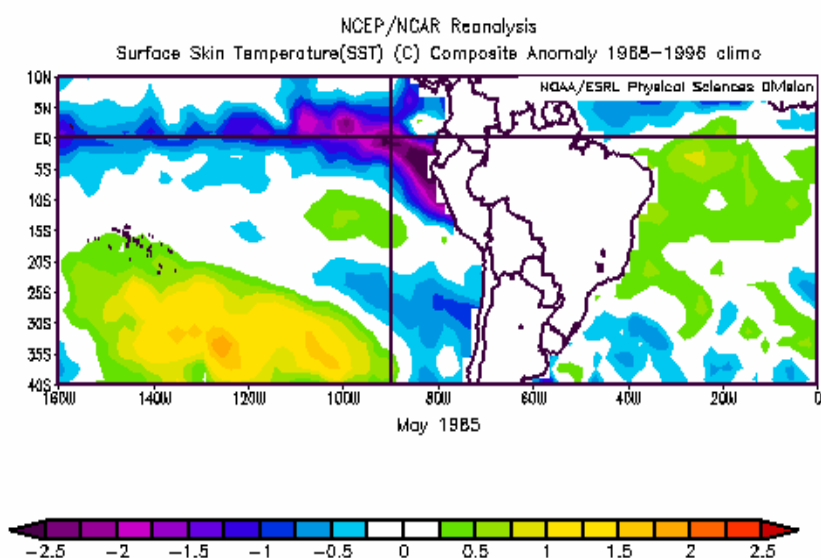 NCEP/NCAR Reanalysis
Surface Skin Temperature(SST) (C) Composite Anomaly 1968-1996 clima
NOAA/ESRL Physical Sciences Division
10N
5N
EQ
5S
10S
15S
20S
25S
30S
35S
40S
160W 140W 120W 100W 80W 60W 40W 20W 0
May 1985
-2.5 -2 -1.5 -1 -0.5 0 0.5 1 1.5 2 2.5